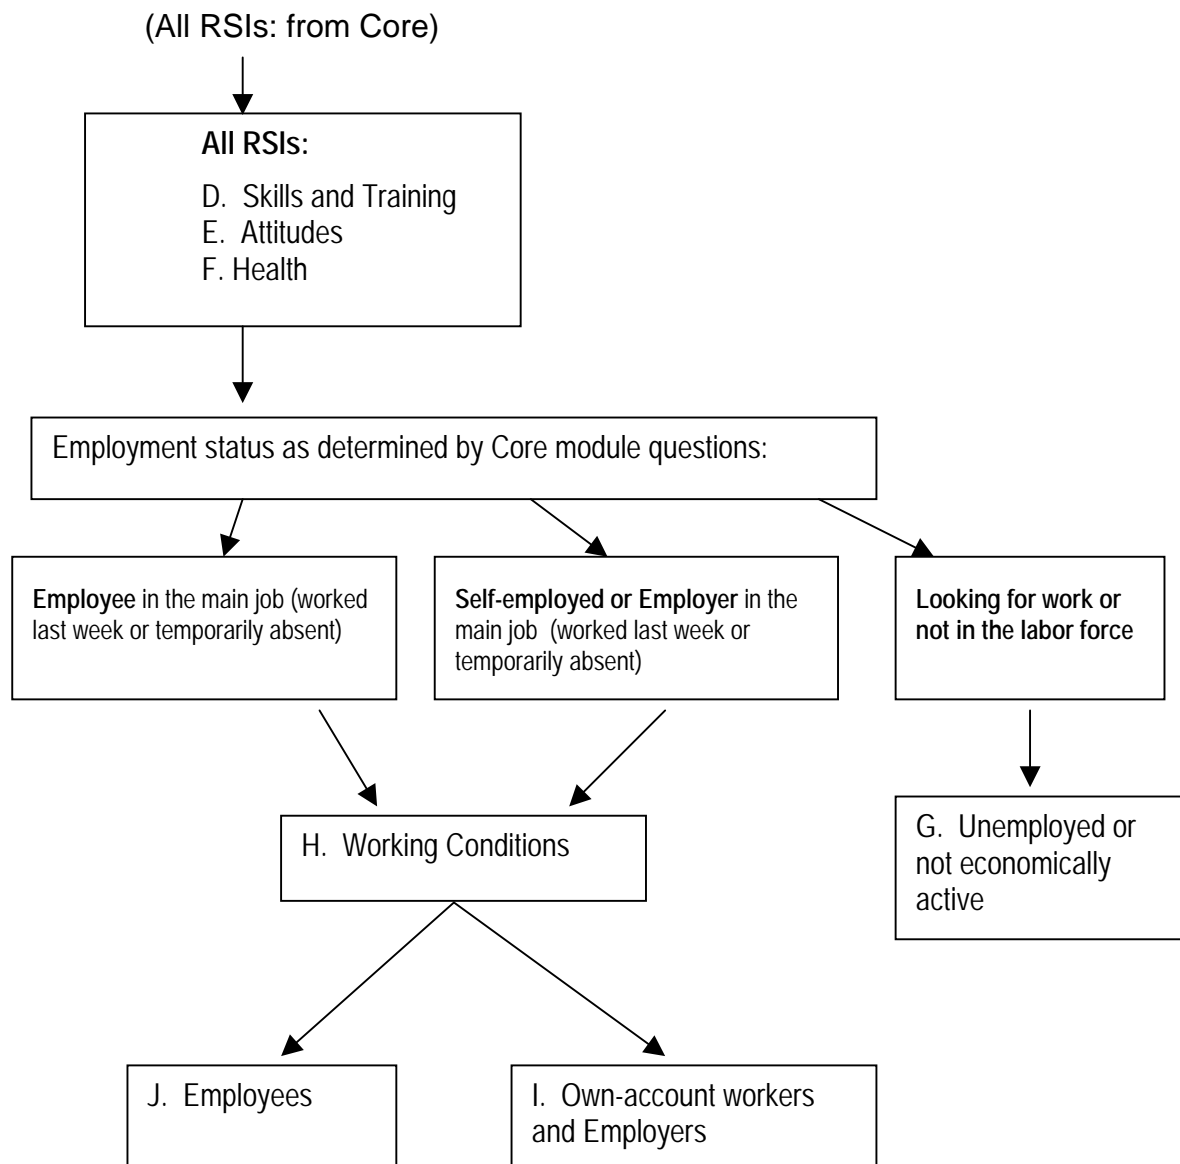 (All RSIs: from Core)
All RSIs:
D. Skills and Training
E. Attitudes
F. Health
Employment status as determined by Core module questions:
Employee in the main job (worked
last week or temporarily absent)
Self-employed or Employer in the
main job (worked last week or
temporarily absent)
Looking for work or
not in the labor force
H. Working Conditions
G. Unemployed or
not economically
active
J. Employees
I. Own-account workers
and Employers